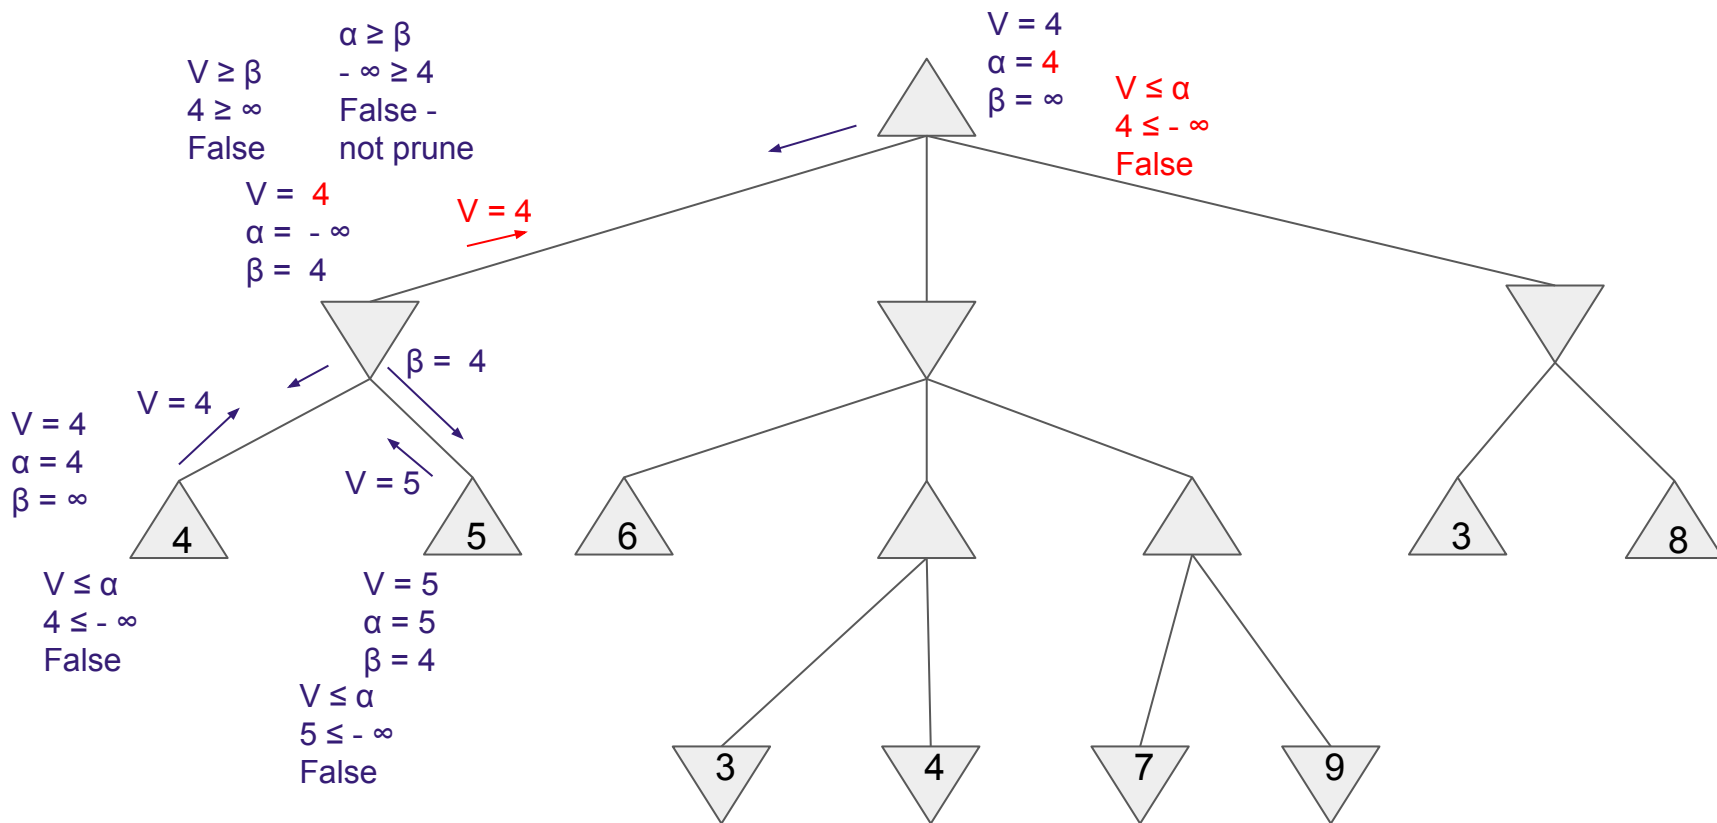 α ≥ β
- ∞ ≥ 4
False -
not prune
V ≥ β
4 ≥ ∞
False
V = 4
α = 4
β = ∞
V ≤ α
4 ≤ - ∞
False
V = 4
α = - ∞
β = 4
V = 4
β = 4
V = 4
V = 4
α = 4
β = ∞
V = 5
4
5
6
3
8
V ≤ α
4 ≤ - ∞
False
V = 5
α = 5
β = 4
V ≤ α
5 ≤ - ∞
False
3
4
7
9